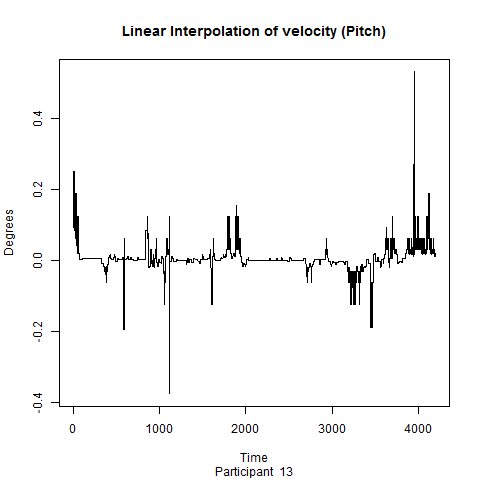 Linear Interpolation of velocity (Pitch)
Degrees
0.4
0.2
0.0
-0.2
-0.4
0 1000 2000 3000 4000
Time
Participant 13